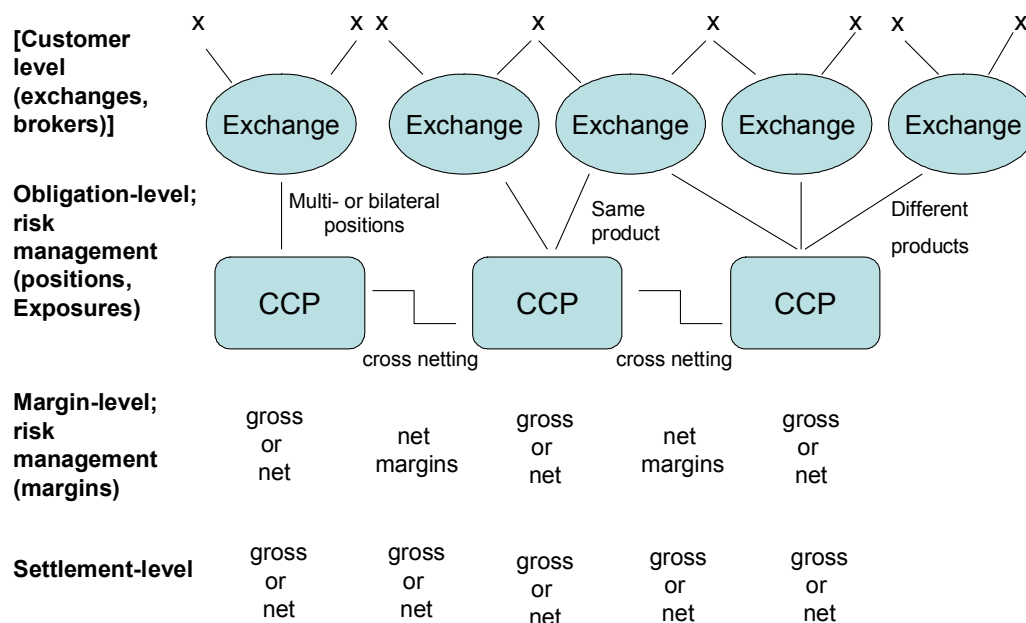 x x x x x x x x
[Customer
level
(exchanges,
brokers)]
Exchange Exchange Exchange Exchange Exchange
Obligation-level;
risk
management
(positions,
Exposures)
Multi- or bilateral
positions
Same
product
Different
products
CCP CCP CCP
cross netting cross netting
Margin-level;
risk
management
(margins)
gross
or
net
net
margins
gross
or
net
net
margins
gross
or
net
Settlement-level
gross
or
net
gross
or
net
gross
or
net
gross
or
net
gross
or
net